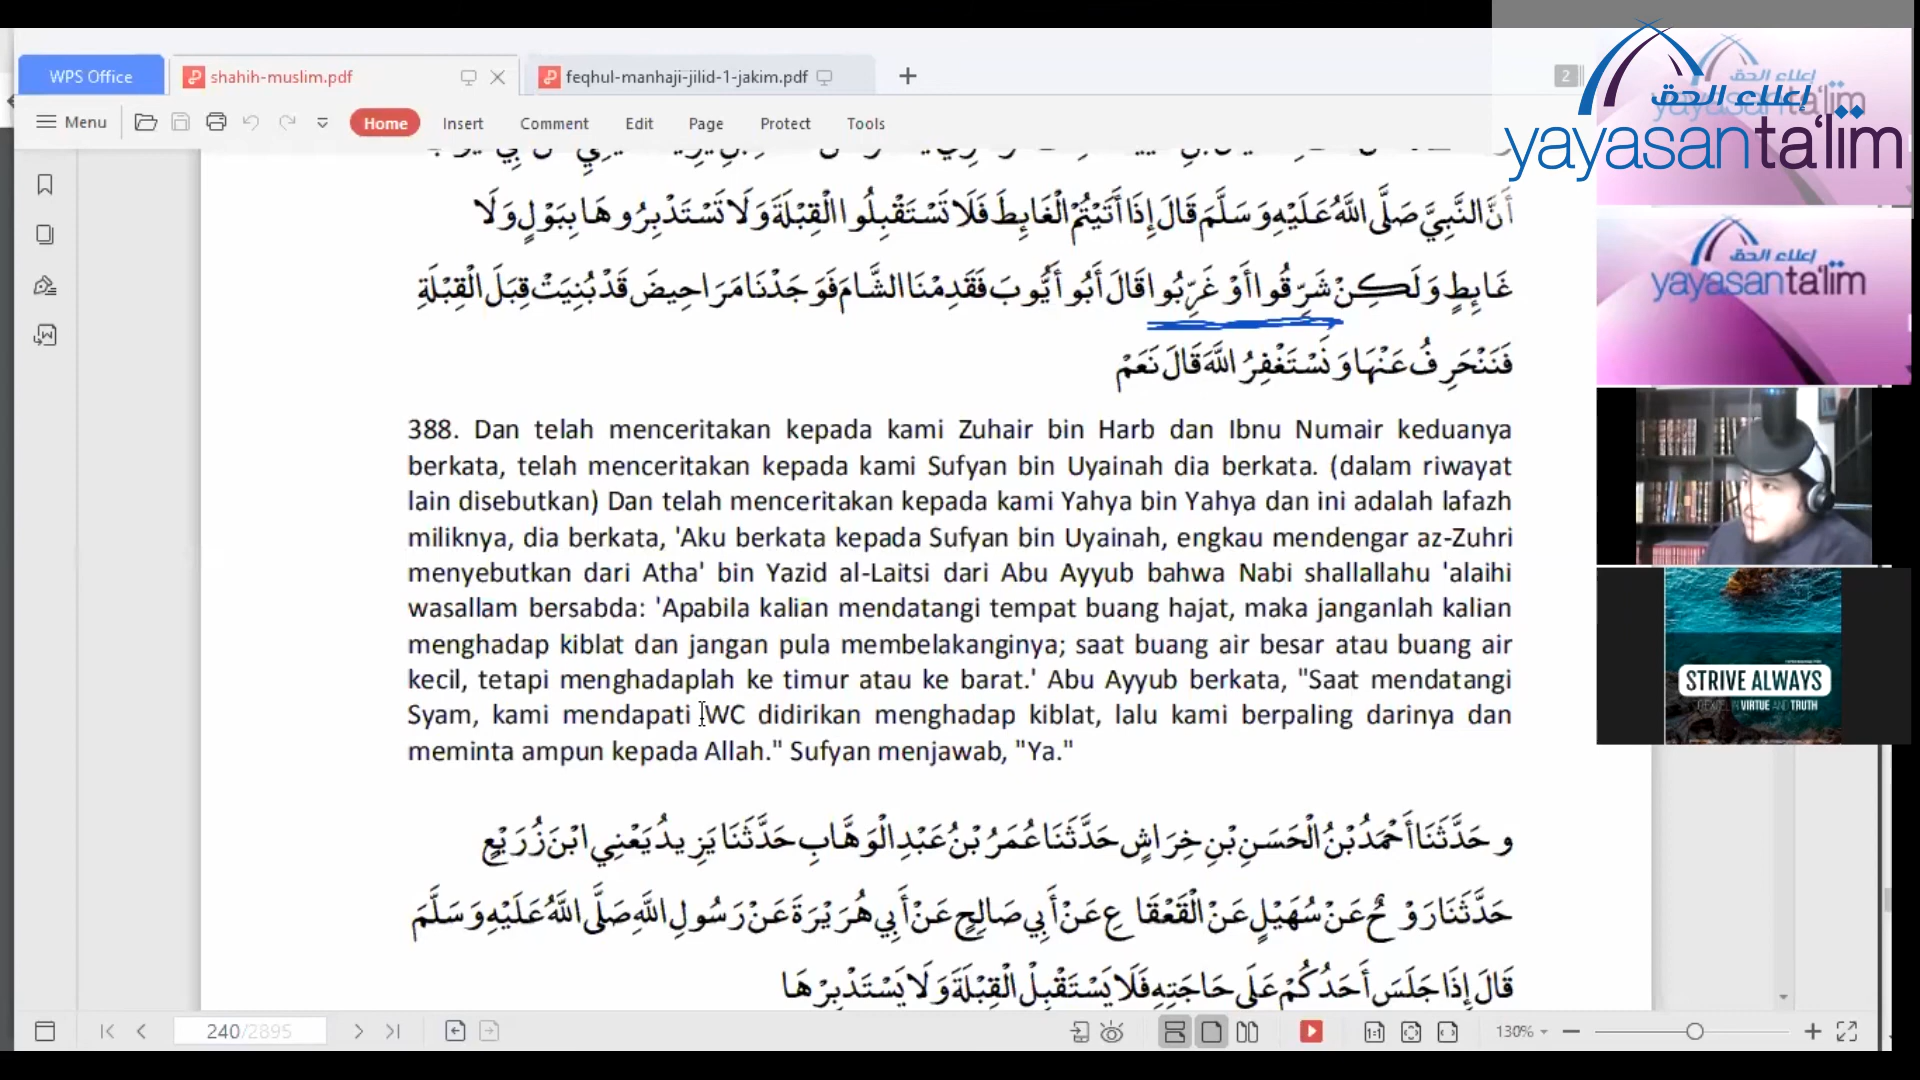 WPS Office
shahih-muslim.pdf
feqhul-manhaji-jilid-1-jakim.pdf
2
Menu
Home
Insert
Comment
Edit
Page
Protect
Tools
أَنَّ النَّبِيَّ صَلَّى اللَّهُ عَلَيْهِ وَسَلَّمَ قَالَ إِذَا أَتَيْتُمْ الْغَائِطَ فَلَا تَسْتَقْبِلُوا الْقِبْلَةَ وَلَا تَسْتَدْبِرُوهَا بِبَوْلٍ وَلَا
غَائِطٍ وَلَكِنْ شَرِّقُوا أَوْ غَرِّبُوا قَالَ أَبُو أَيُّوبَ فَقَدِمْنَا الشَّامَ فَوَجَدْنَا مَرَاحِيضَ قَدْ بُنِيَتْ قِبَلَ الْقِبْلَةِ
فَنَنْحَرِفُ عَنْهَا وَنَسْتَغْفِرُ اللَّهَ قَالَ نَعَمْ
388. Dan telah menceritakan kepada kami Zuhair bin Harb dan Ibnu Numair keduanya
berkata, telah menceritakan kepada kami Sufyan bin Uyainah dia berkata. (dalam riwayat
lain disebutkan) Dan telah menceritakan kepada kami Yahya bin Yahya dan ini adalah lafazh
miliknya, dia berkata, 'Aku berkata kepada Sufyan bin Uyainah, engkau mendengar az-Zuhri
menyebutkan dari Atha' bin Yazid al-Laitsi dari Abu Ayyub bahwa Nabi shallallahu 'alaihi
wasallam bersabda: 'Apabila kalian mendatangi tempat buang hajat, maka janganlah kalian
menghadap kiblat dan jangan pula membelakanginya; saat buang air besar atau buang air
kecil, tetapi menghadaplah ke timur atau ke barat.' Abu Ayyub berkata, "Saat mendatangi
Syam, kami mendapati WC didirikan menghadap kiblat, lalu kami berpaling darinya dan
meminta ampun kepada Allah." Sufyan menjawab, "Ya."
و حَدَّثَنَا أَحْمَدُ بْنُ الْحَسَنِ بْنِ خِرَاشٍ حَدَّثَنَا عُمَرُ بْنُ عَبْدِ الْوَهَّابِ حَدَّثَنَا يَزِيدُ يَعْنِي ابْنَ زُرَيْعٍ
حَدَّثَنَا رَوْحٌ عَنْ سُهَيْلٍ عَنْ الْقَعْقَاعِ عَنْ أَبِي صَالِحٍ عَنْ أَبِي هُرَيْرَةَ عَنْ رَسُولِ اللَّهِ صَلَّى اللَّهُ عَلَيْهِ وَسَلَّمَ
قَالَ إِذَا جَلَسَ أَحَدُكُمْ عَلَى حَاجَتِهِ فَلَا يَسْتَقْبِلْ الْقِبْلَةَ وَلَا يَسْتَدْبِرْهَا
240/2895
130%
إعلاء الحق
yayasanta'lim
إعلاء الحق
yayasanta'lim
STRIVE ALWAYS
VIRTUE AND TRUTH